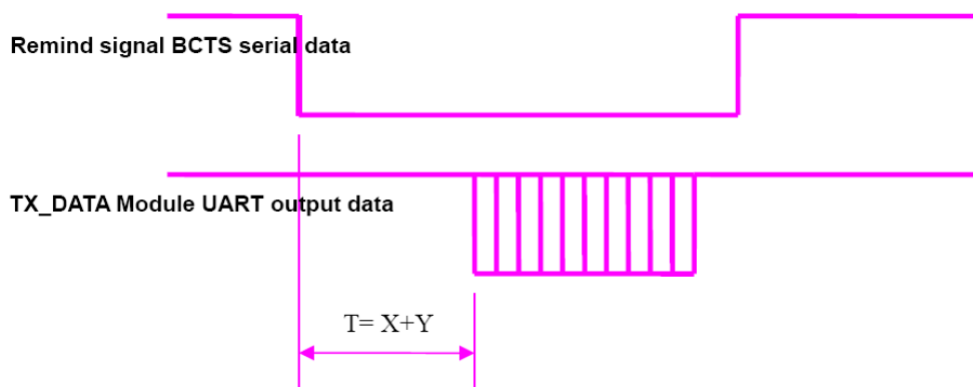 Remind signal BCTS serial data
TX_DATA Module UART output data
T= X+Y